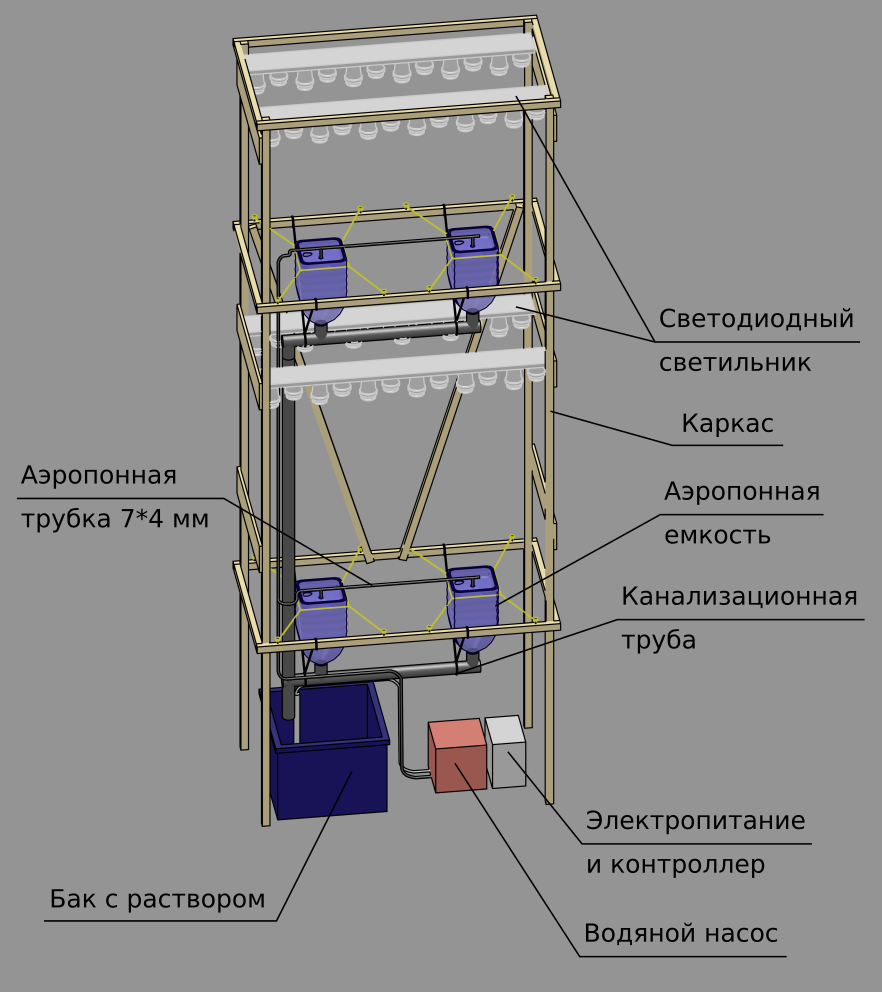 Светодиодный
светильник
Каркас
Аэропонная
трубка 7*4 мм
Аэропонная
емкость
Канализационная
труба
Электропитание
и контроллер
Бак с раствором
Водяной насос